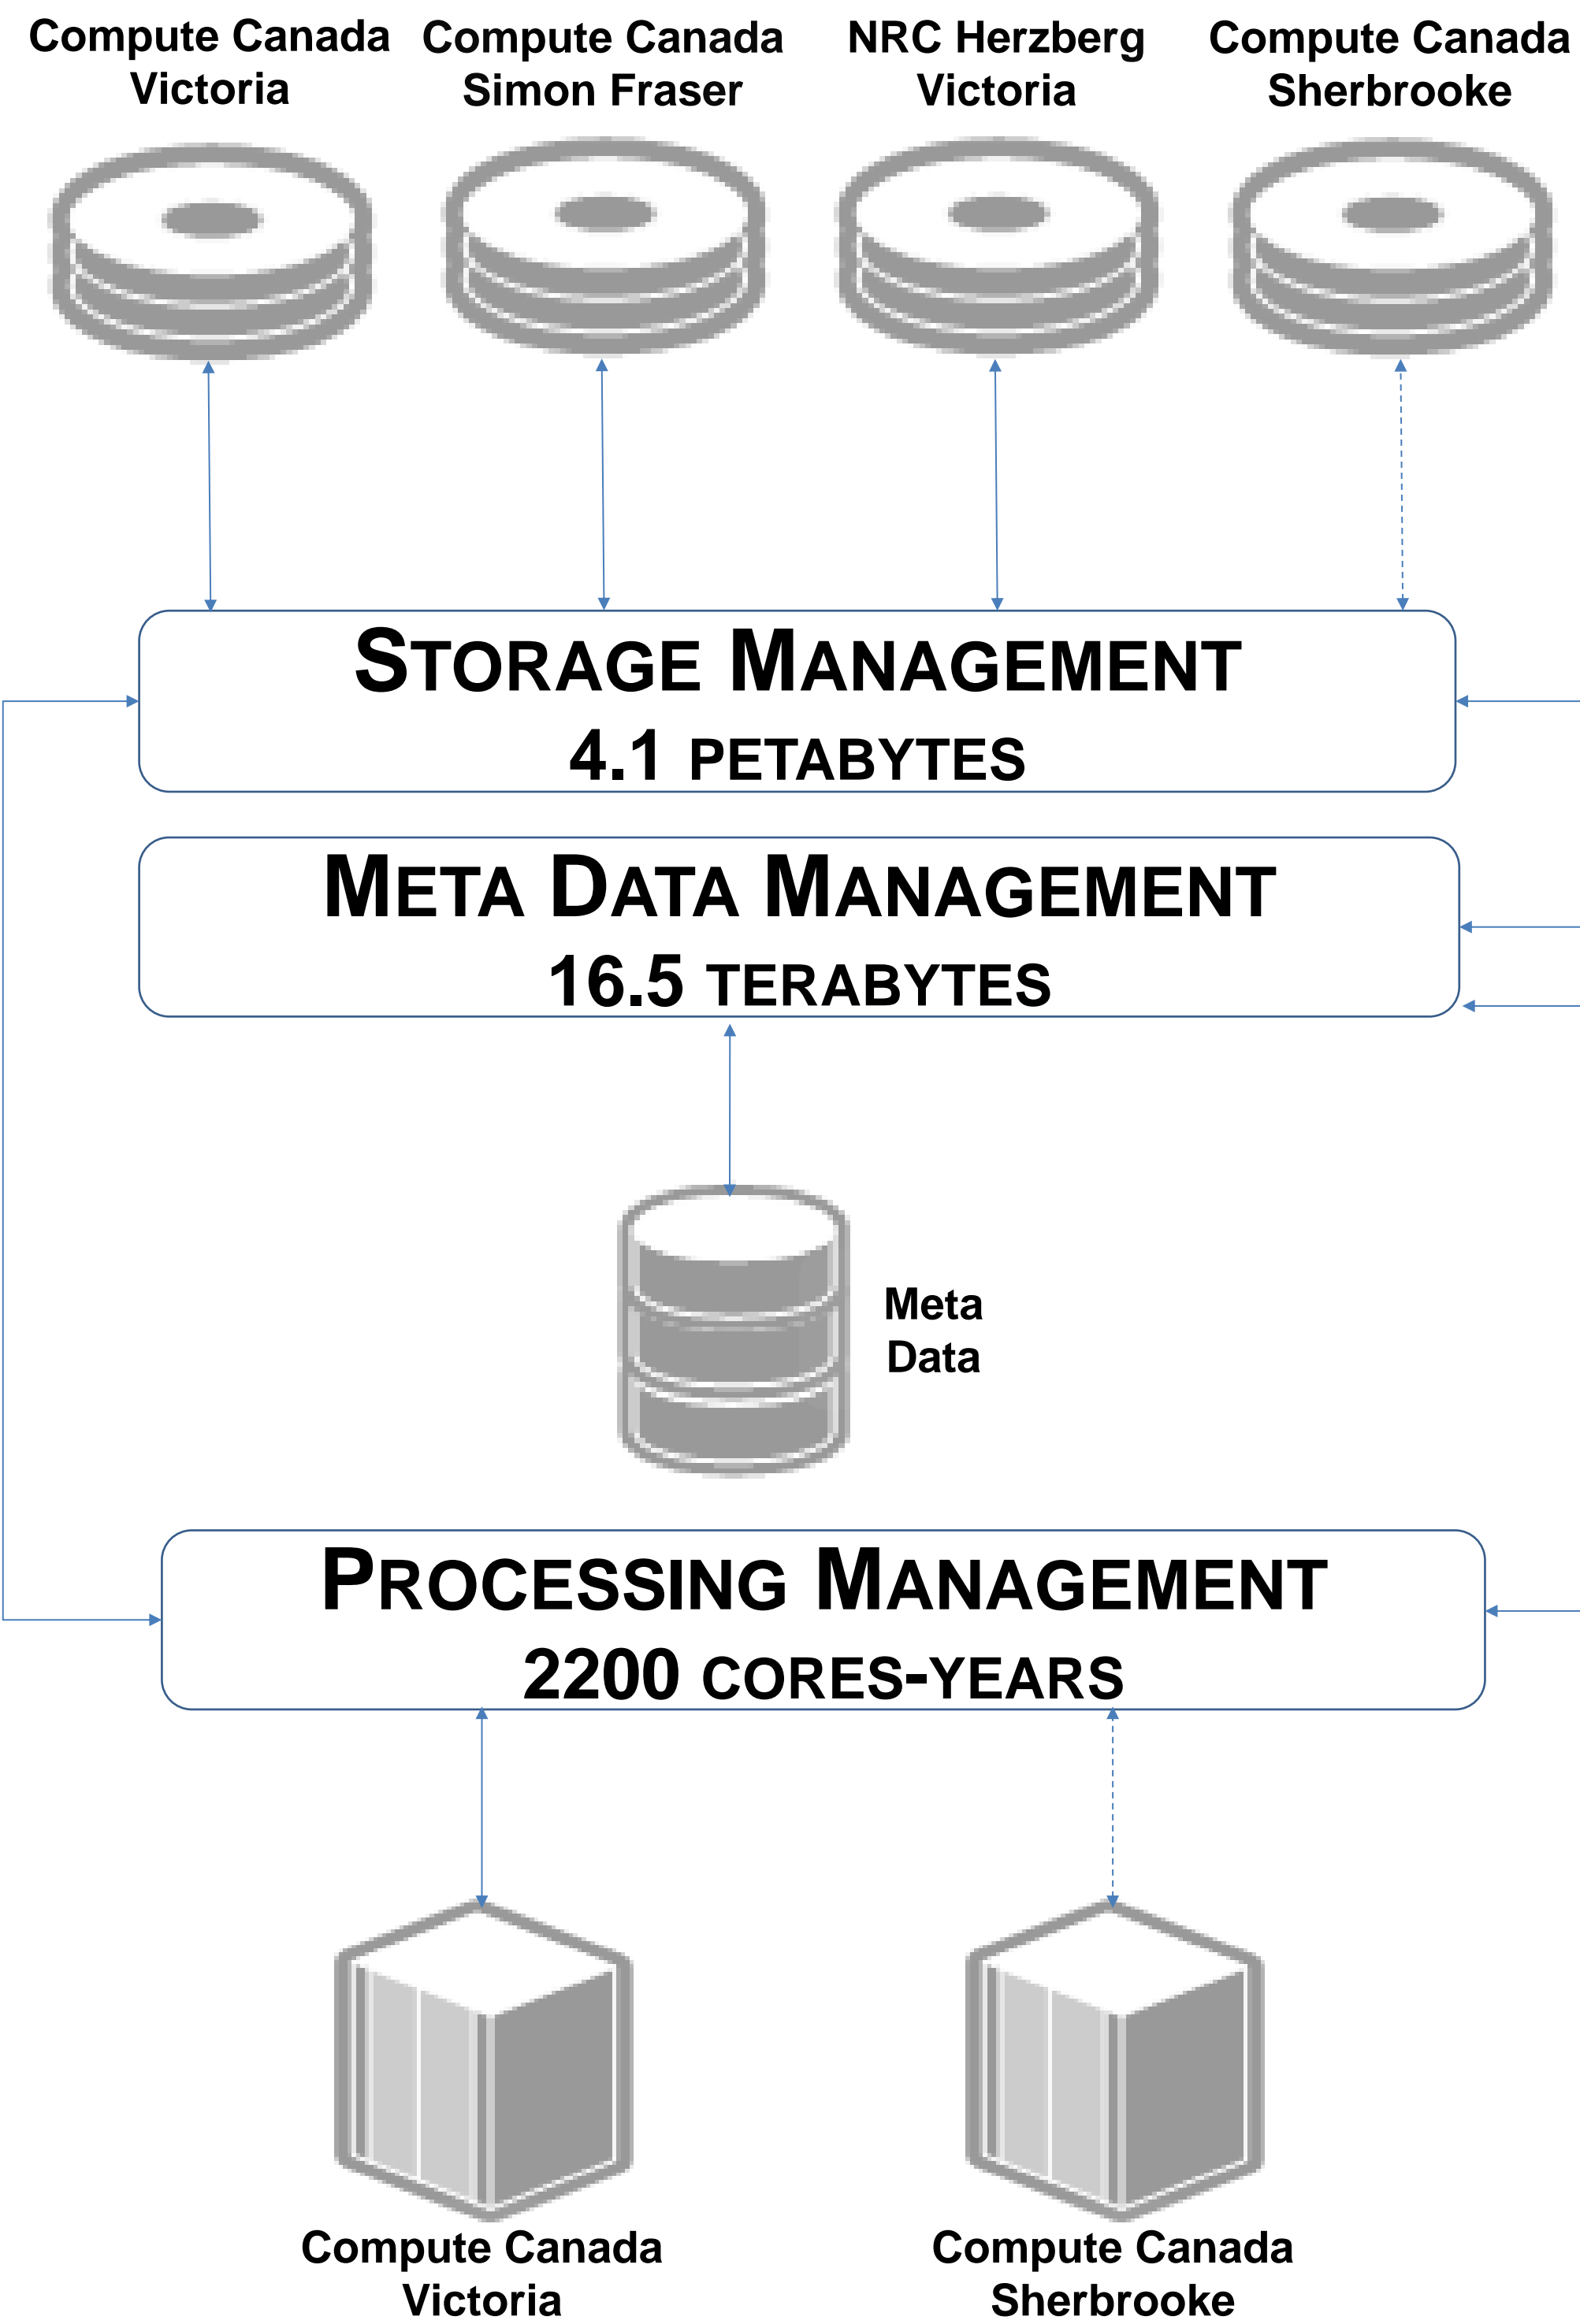 Compute Canada
Victoria
Compute Canada
Simon Fraser
NRC Herzberg
Victoria
Compute Canada
Sherbrooke
STORAGE MANAGEMENT
4.1 PETABYTES
META DATA MANAGEMENT
16.5 TERABYTES
Meta
Data
PROCESSING MANAGEMENT
2200 CORES-YEARS
Compute Canada
Victoria
Compute Canada
Sherbrooke